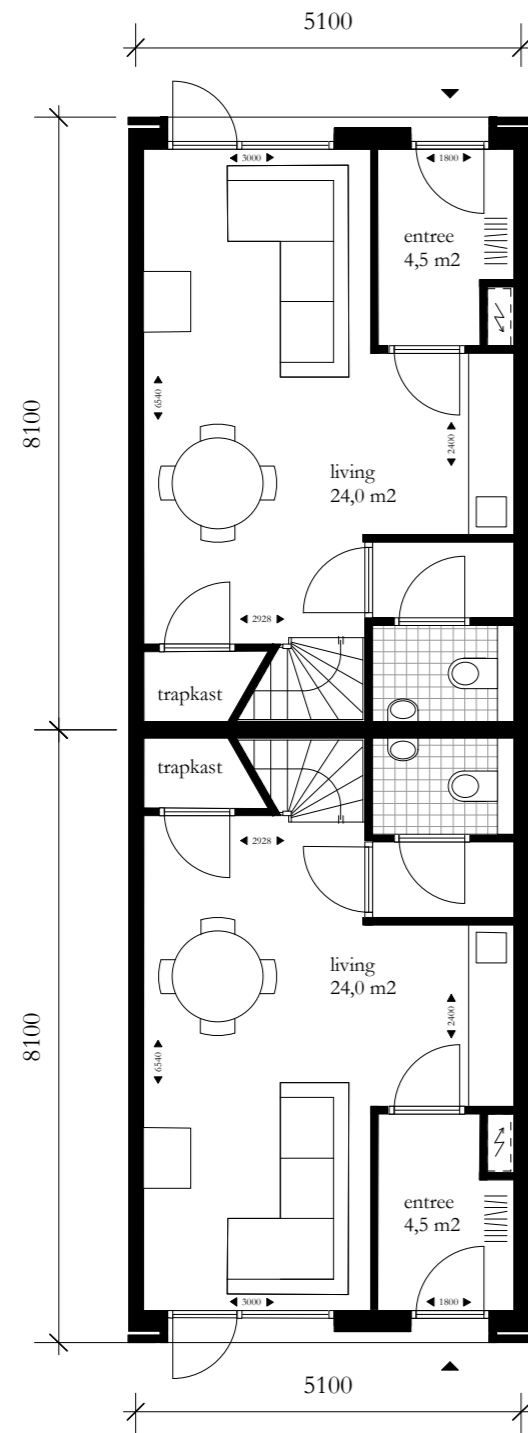 5100
3000
1800
entree
4,5 m2
8100
6540
2400
living
24,0 m2
2928
trapkast
trapkast
2928
living
24,0 m2
8100
6540
2400
entree
4,5 m2
3000
1800
5100